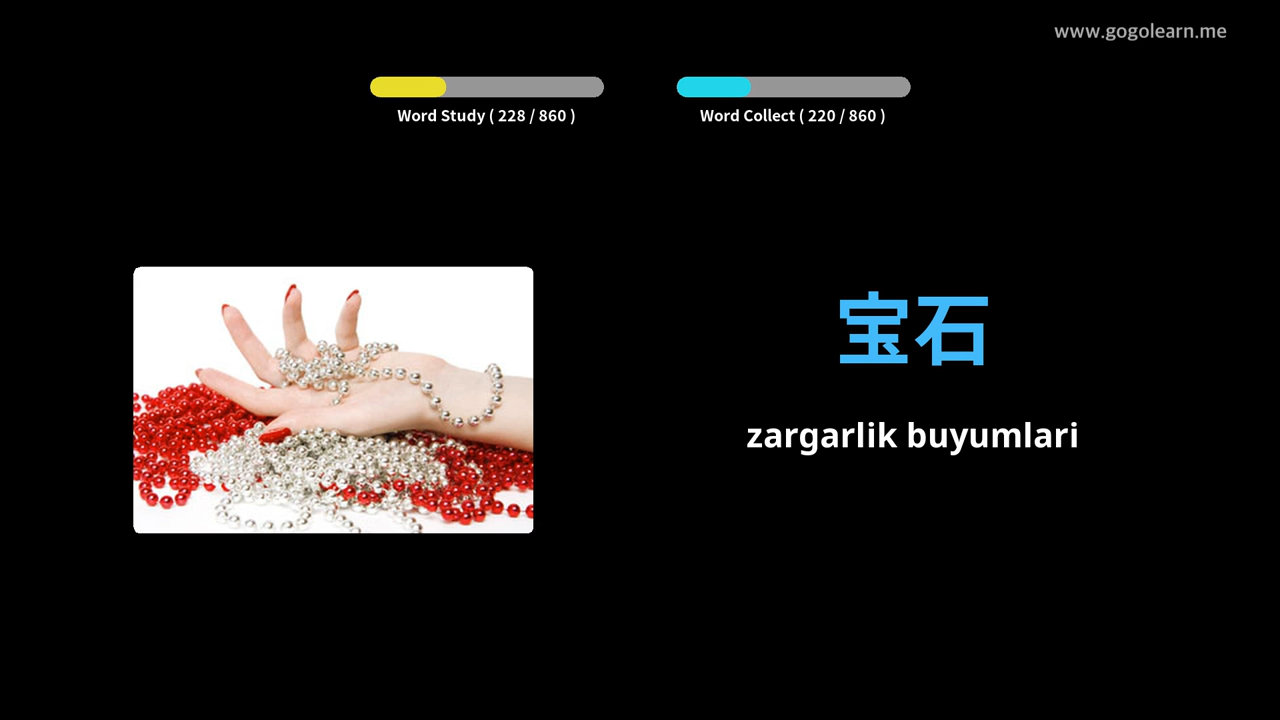 www.gogolearn.me
Word Study ( 228 / 860 )
Word Collect ( 220 / 860 )
宝石
zargarlik buyumlari